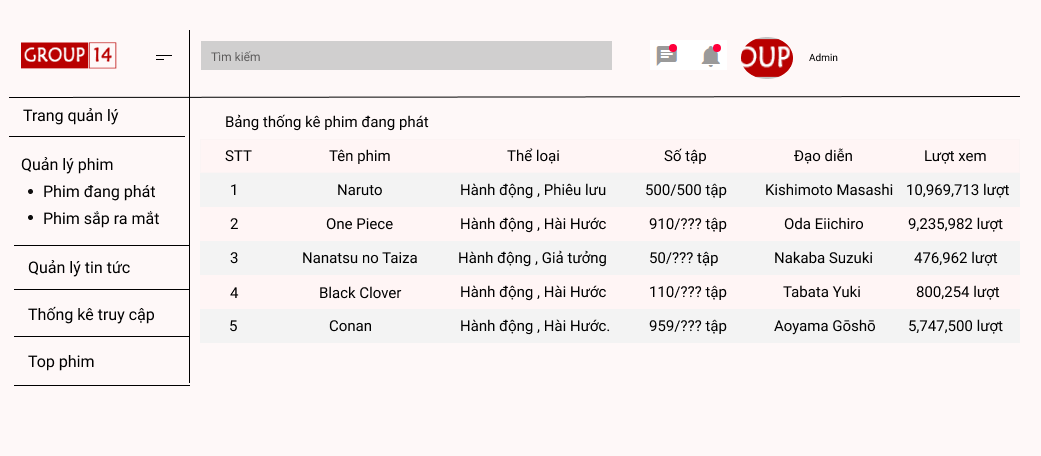 GROUP 14
Tìm kiếm
OUP
Admin
Trang quản lý
Quản lý phim
• Phim đang phát
• Phim sắp ra mắt
Quản lý tin tức
Thống kê truy cập
Top phim
Bảng thống kê phim đang phát
STT Tên phim Thể loại Số tập Đạo diễn Lượt xem
1 Naruto Hành động , Phiêu lưu 500/500 tập Kishimoto Masashi 10,969,713 lượt
2 One Piece Hành động , Hài Hước 910/??? tập Oda Eiichiro 9,235,982 lượt
3 Nanatsu no Taiza Hành động , Giả tưởng 50/??? tập Nakaba Suzuki 476,962 lượt
4 Black Clover Hành động , Hài Hước 110/??? tập Tabata Yuki 800,254 lượt
5 Conan Hành động , Hài Hước. 959/??? tập Aoyama Gōshō 5,747,500 lượt